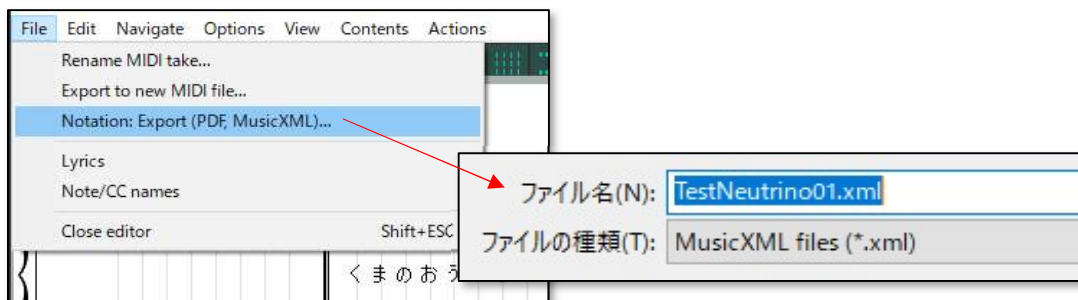 File Edit Navigate Options View Contents Actions
Rename MIDI take...
Export to new MIDI file...
Notation: Export (PDF, MusicXML)...
Lyrics
Note/CC names
Close editor Shift+ESC
くまのおう
ファイル名(N): TestNeutrino01.xml
ファイルの種類(T): MusicXML files (*.xml)